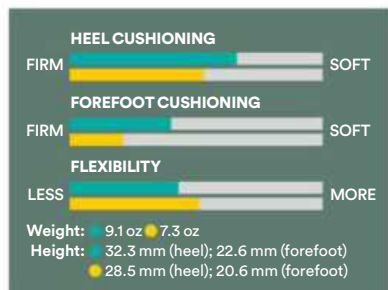 HEEL CUSHIONING
FIRM SOFT
FOREFOOT CUSHIONING
FIRM SOFT
FLEXIBILITY
LESS MORE
Weight: 9.1 oz 7.3 oz
Height: 32.3 mm (heel); 22.6 mm (forefoot)
28.5 mm (heel); 20.6 mm (forefoot)